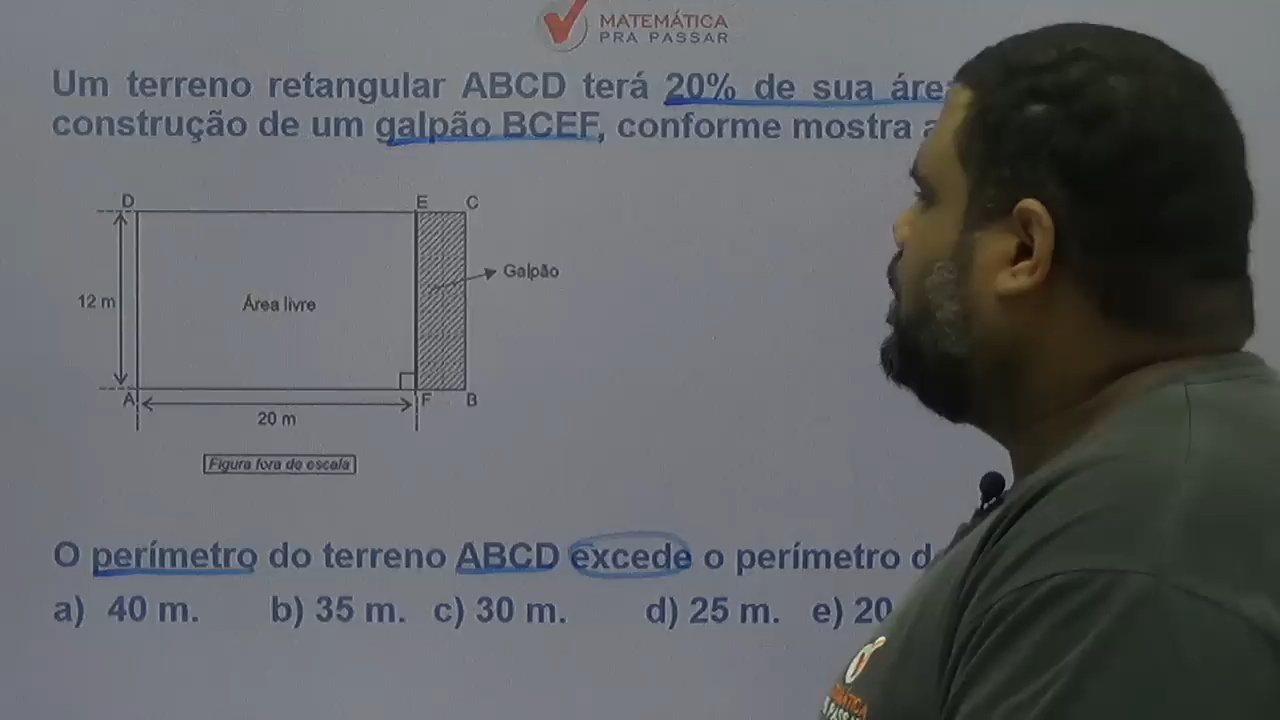 MATEMÁTICA
PRA PASSAR
Um terreno retangular ABCD terá 20% de sua
construção de um galpão BCEF, conforme mostra
D E C
Galpão
12 m
Área livre
A F B
20 m
Figura fora de escala
O perímetro do terreno ABCD excede o perímetro
a) 40 m. b) 35 m. c) 30 m. d) 25 m. e) 20